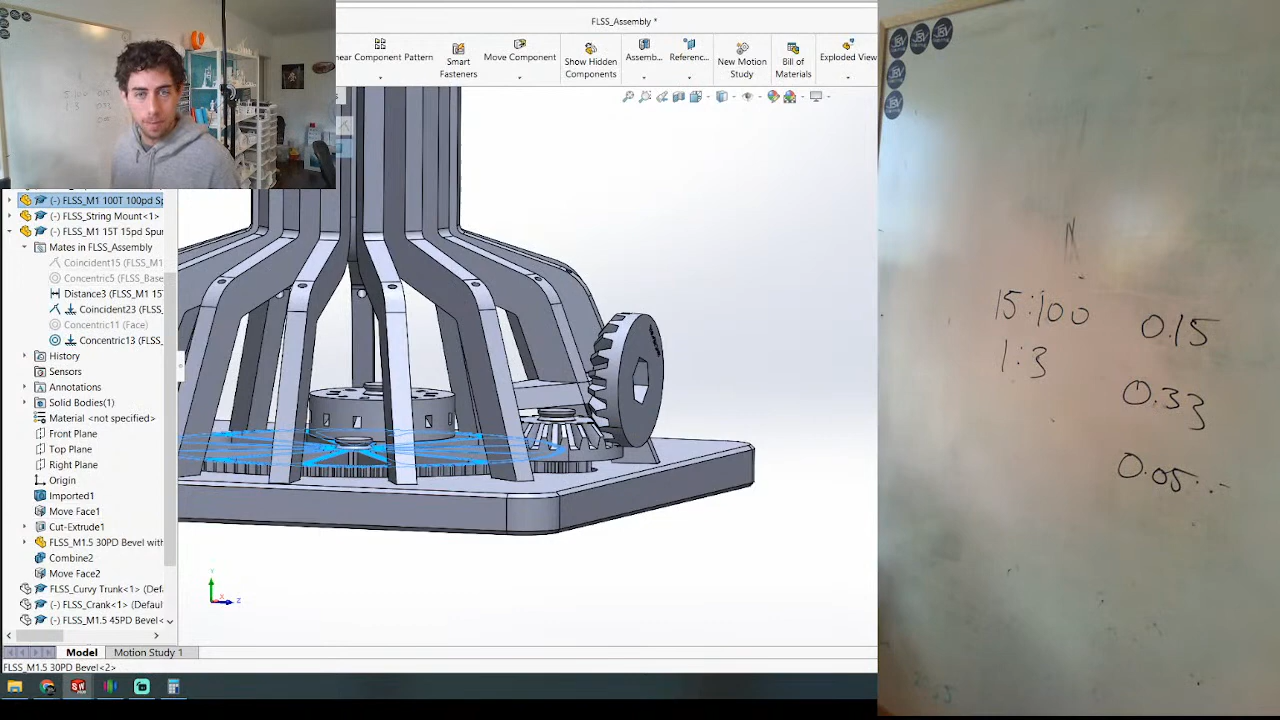 FLSS_Assembly *
Linear Component Pattern
Smart Fasteners
Move Component
Show Hidden Components
Assemb...
Referenc...
New Motion Study
Bill of Materials
Exploded View
(-) FLSS_M1 100T 100pd Sp
(-) FLSS_String Mount<1>
(-) FLSS_M1 15T 15pd Spur
Mates in FLSS_Assembly
Coincident15 (FLSS_M1
Concentric5 (FLSS_Base
Distance3 (FLSS_M1 15
Coincident23 (FLSS_
Concentric11 (Face)
Concentric13 (FLSS_
History
Sensors
Annotations
Solid Bodies(1)
Material <not specified>
Front Plane
Top Plane
Right Plane
Origin
Imported1
Move Face1
Cut-Extrude1
FLSS_M1.5 30PD Bevel with
Combine2
Move Face2
FLSS_Curvy Trunk<1> (Def
(-) FLSS_Crank<1> (Default
(-) FLSS_M1.5 45PD Bevel<
Model
Motion Study 1
FLSS_M1.5 30PD Bevel<2>
Y
X
Z
15:100 0.15
1:3 0.33
0.05...